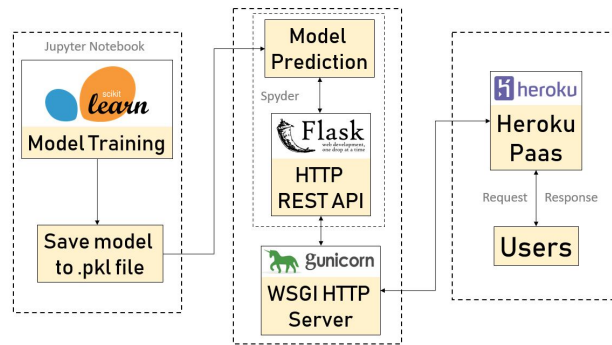 Jupyter Notebook
scikit
learn
Model Training
Save model
to .pkl file
Model
Prediction
Spyder
Flask
web development,
one drop at a time
HTTP
REST API
gunicorn
WSGI HTTP
Server
heroku
Heroku
Paas
Request
Response
Users